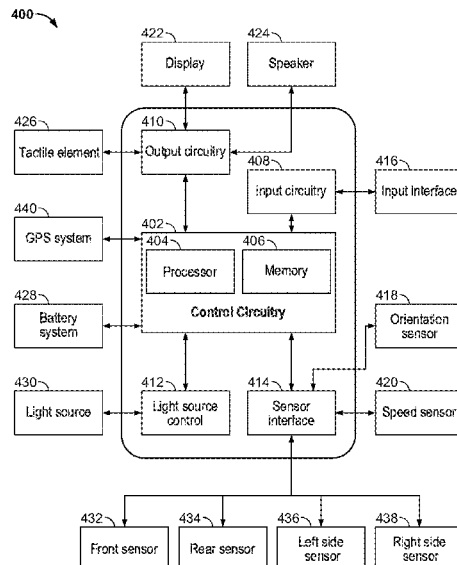 400
422
Display
424
Speaker
426
Tactile element
410
Output circuitry
408
Input circuitry
416
Input Interface
440
GPS system
402
404
Processor
406
Memory
Control Circuitry
418
Orientation
sensor
428
Battery
system
430
Light source
412
Light source
control
414
Sensor
interface
420
Speed sensor
432
Front sensor
434
Rear sensor
436
Left side
sensor
438
Right side
sensor